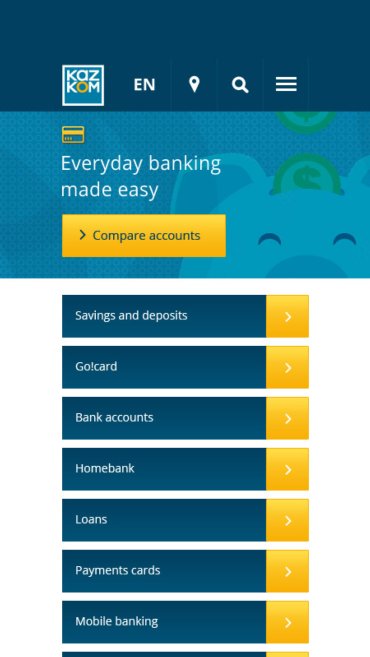 KAZ
KOM
EN
Everyday banking
made easy
Compare accounts
Savings and deposits
Go!card
Bank accounts
Homebank
Loans
Payments cards
Mobile banking